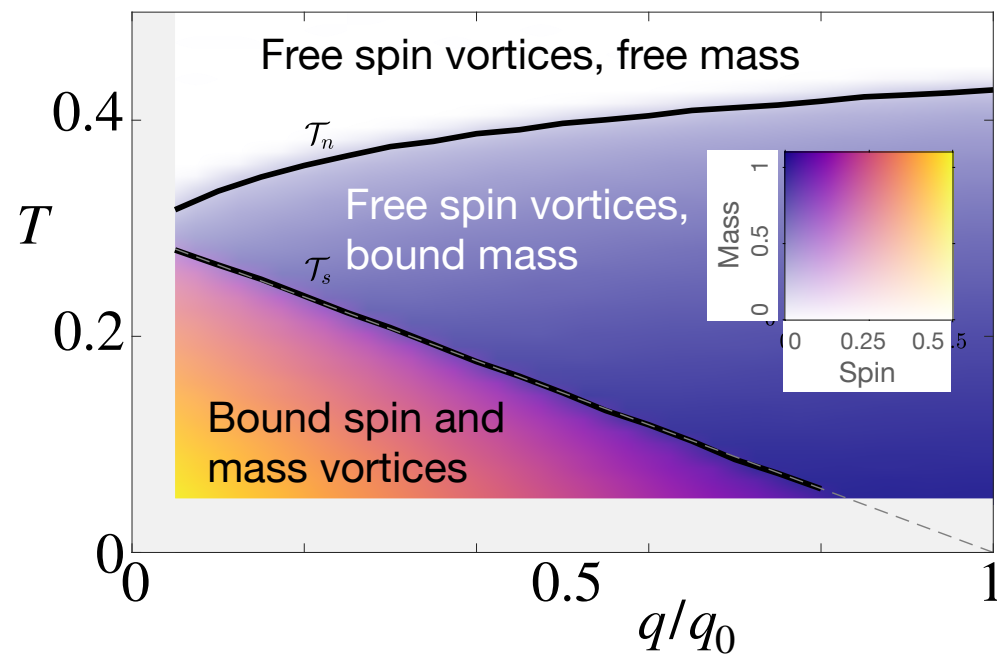 Free spin vortices, free mass
0.4
𝒯n
Free spin vortices,
bound mass
T
𝒯s
Mass
1
0.5
0
0
0.25
0.5
.5
Spin
0.2
Bound spin and
mass vortices
0
0
0.5
1
q/q0